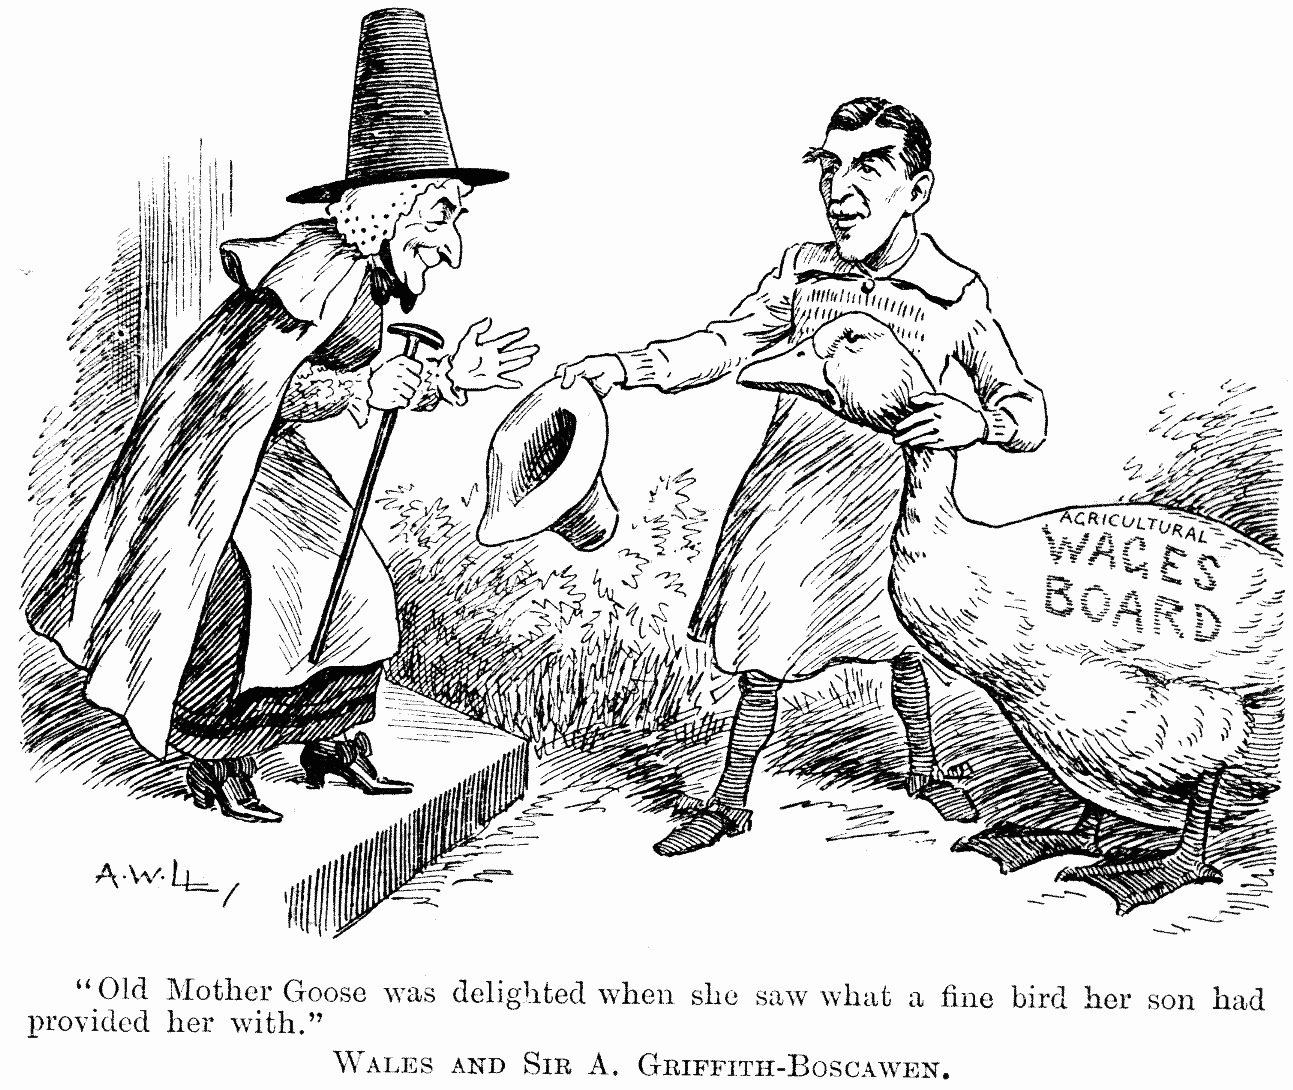 AGRICULTURAL
WAGES
BOARD
A.W.LL,
“Old Mother Goose was delighted when she saw what a fine bird her son had
provided her with.”
WALES AND SIR A. GRIFFITH-BOSCAWEN.